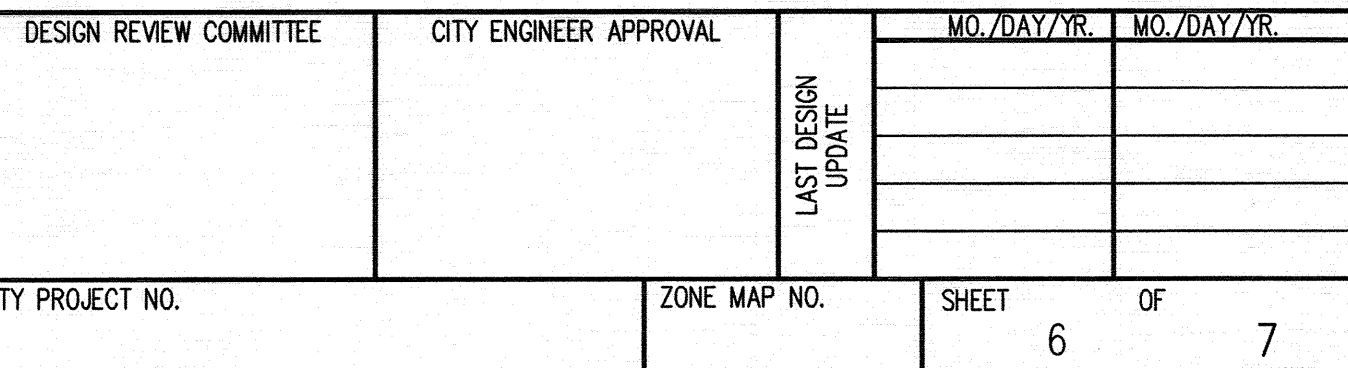 DESIGN REVIEW COMMITTEE
CITY ENGINEER APPROVAL
LAST DESIGN
UPDATE
MO./DAY/YR.
MO./DAY/YR.
TY PROJECT NO.
ZONE MAP NO.
SHEET OF
6 7